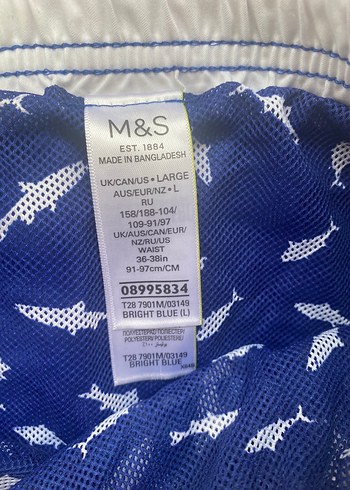 M&S
EST. 1884
MADE IN BANGLADESH
UK/CAN/US • LARGE
AUS/EUR/NZ • L
RU
158/188-104/
109-91/97
UK/AUS/CAN/EUR/
NZ/RU/US
WAIST
36-38in
91-97cm/CM
08995834
T28 7901M/03149
BRIGHT BLUE (L)
POLYESTER/ POLIESTERI/
T28 7901M/03149
BRIGHT BLUE